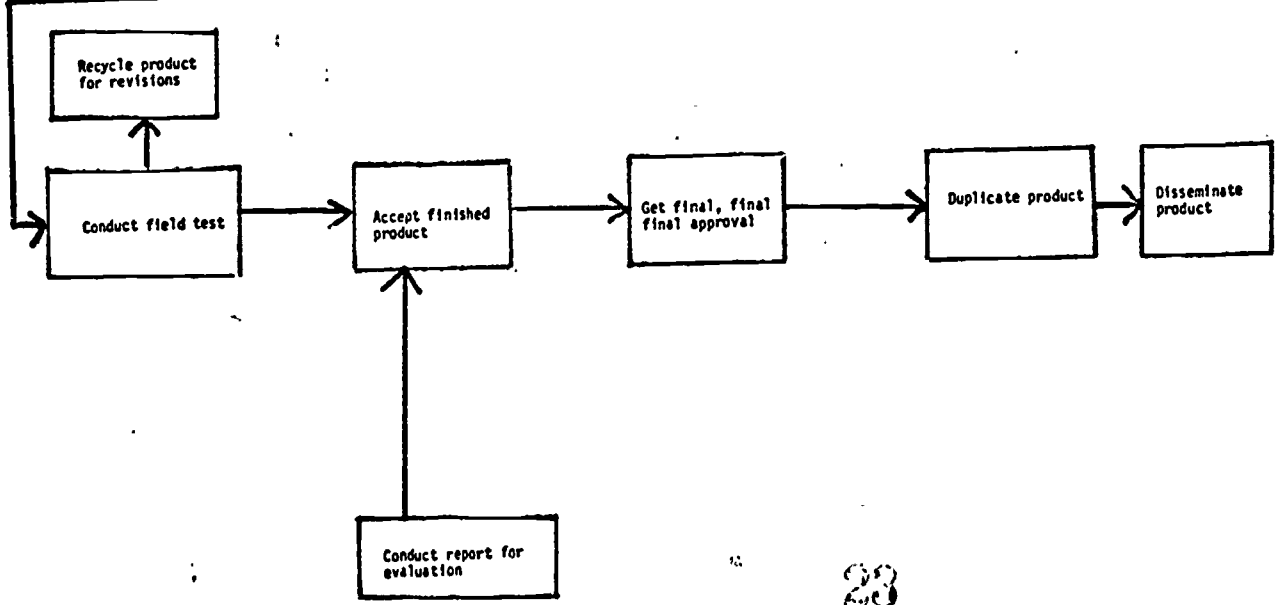 Recycle product
for revisions
Conduct field test
Accept finished
product
Get final, final
final approval
Duplicate product
Disseminate
product
Conduct report for
evaluation
28